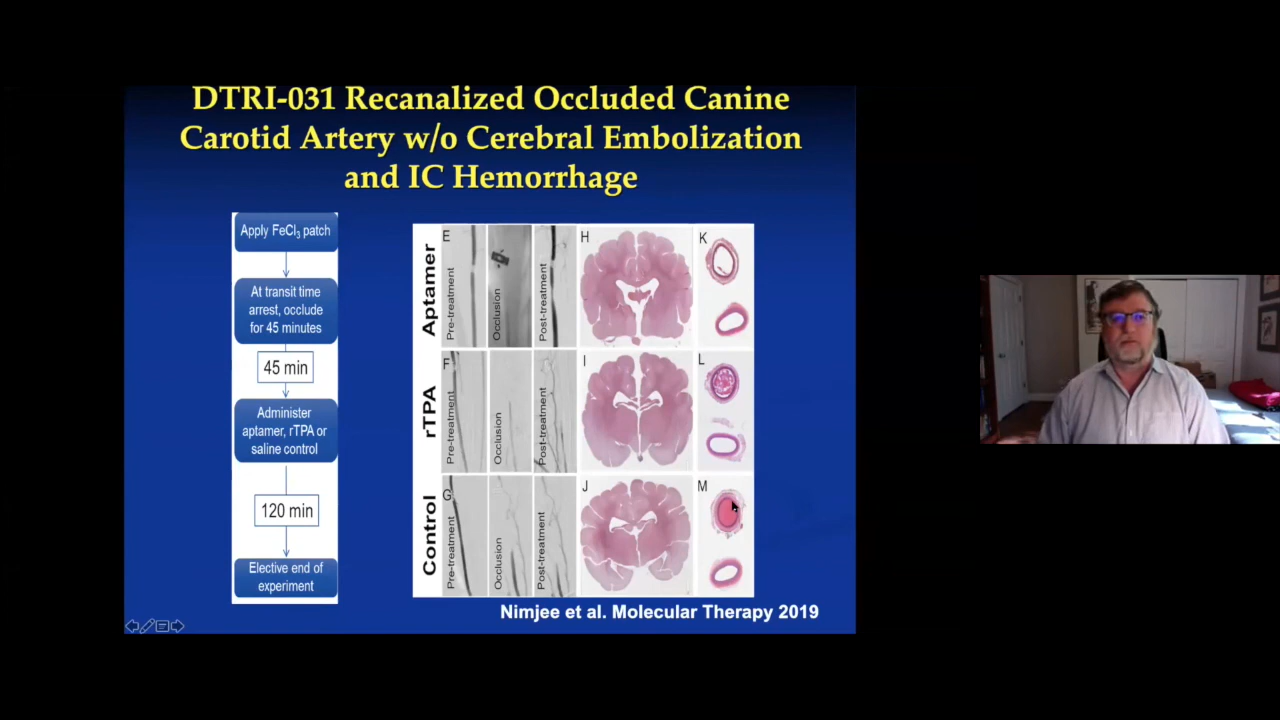 DTRI-031 Recanalized Occluded Canine
Carotid Artery w/o Cerebral Embolization
and IC Hemorrhage
Apply FeCl₃ patch
At transit time
arrest, occlude
for 45 minutes
45 min
Administer
aptamer, rTPA or
saline control
120 min
Elective end of
experiment
Aptamer
E
Pre-treatment
Occlusion
Post-treatment
H
K
rTPA
F
Pre-treatment
Occlusion
Post-treatment
I
L
Control
G
Pre-treatment
Occlusion
Post-treatment
J
M
Nimjee et al. Molecular Therapy 2019